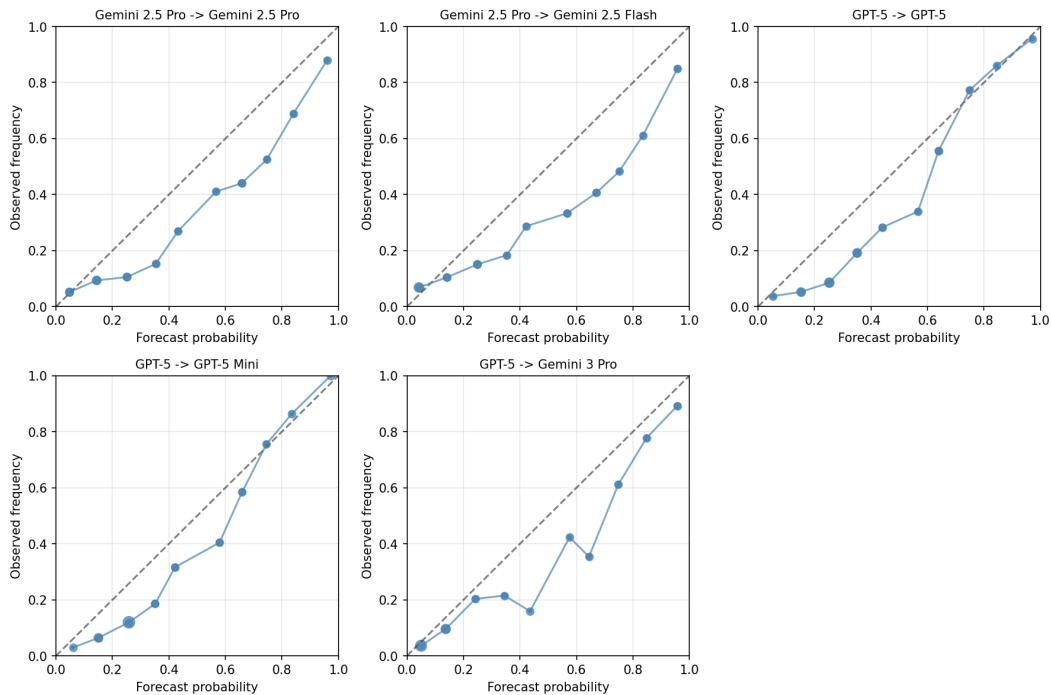 Gemini 2.5 Pro -> Gemini 2.5 Pro
1.0
0.8
0.6
0.4
0.2
0.0
Observed frequency
0.0 0.2 0.4 0.6 0.8 1.0
Forecast probability
Gemini 2.5 Pro -> Gemini 2.5 Flash
1.0
0.8
0.6
0.4
0.2
0.0
Observed frequency
0.0 0.2 0.4 0.6 0.8 1.0
Forecast probability
GPT-5 -> GPT-5
1.0
0.8
0.6
0.4
0.2
0.0
Observed frequency
0.0 0.2 0.4 0.6 0.8 1.0
Forecast probability
GPT-5 -> GPT-5 Mini
1.0
0.8
0.6
0.4
0.2
0.0
Observed frequency
0.0 0.2 0.4 0.6 0.8 1.0
Forecast probability
GPT-5 -> Gemini 3 Pro
1.0
0.8
0.6
0.4
0.2
0.0
Observed frequency
0.0 0.2 0.4 0.6 0.8 1.0
Forecast probability